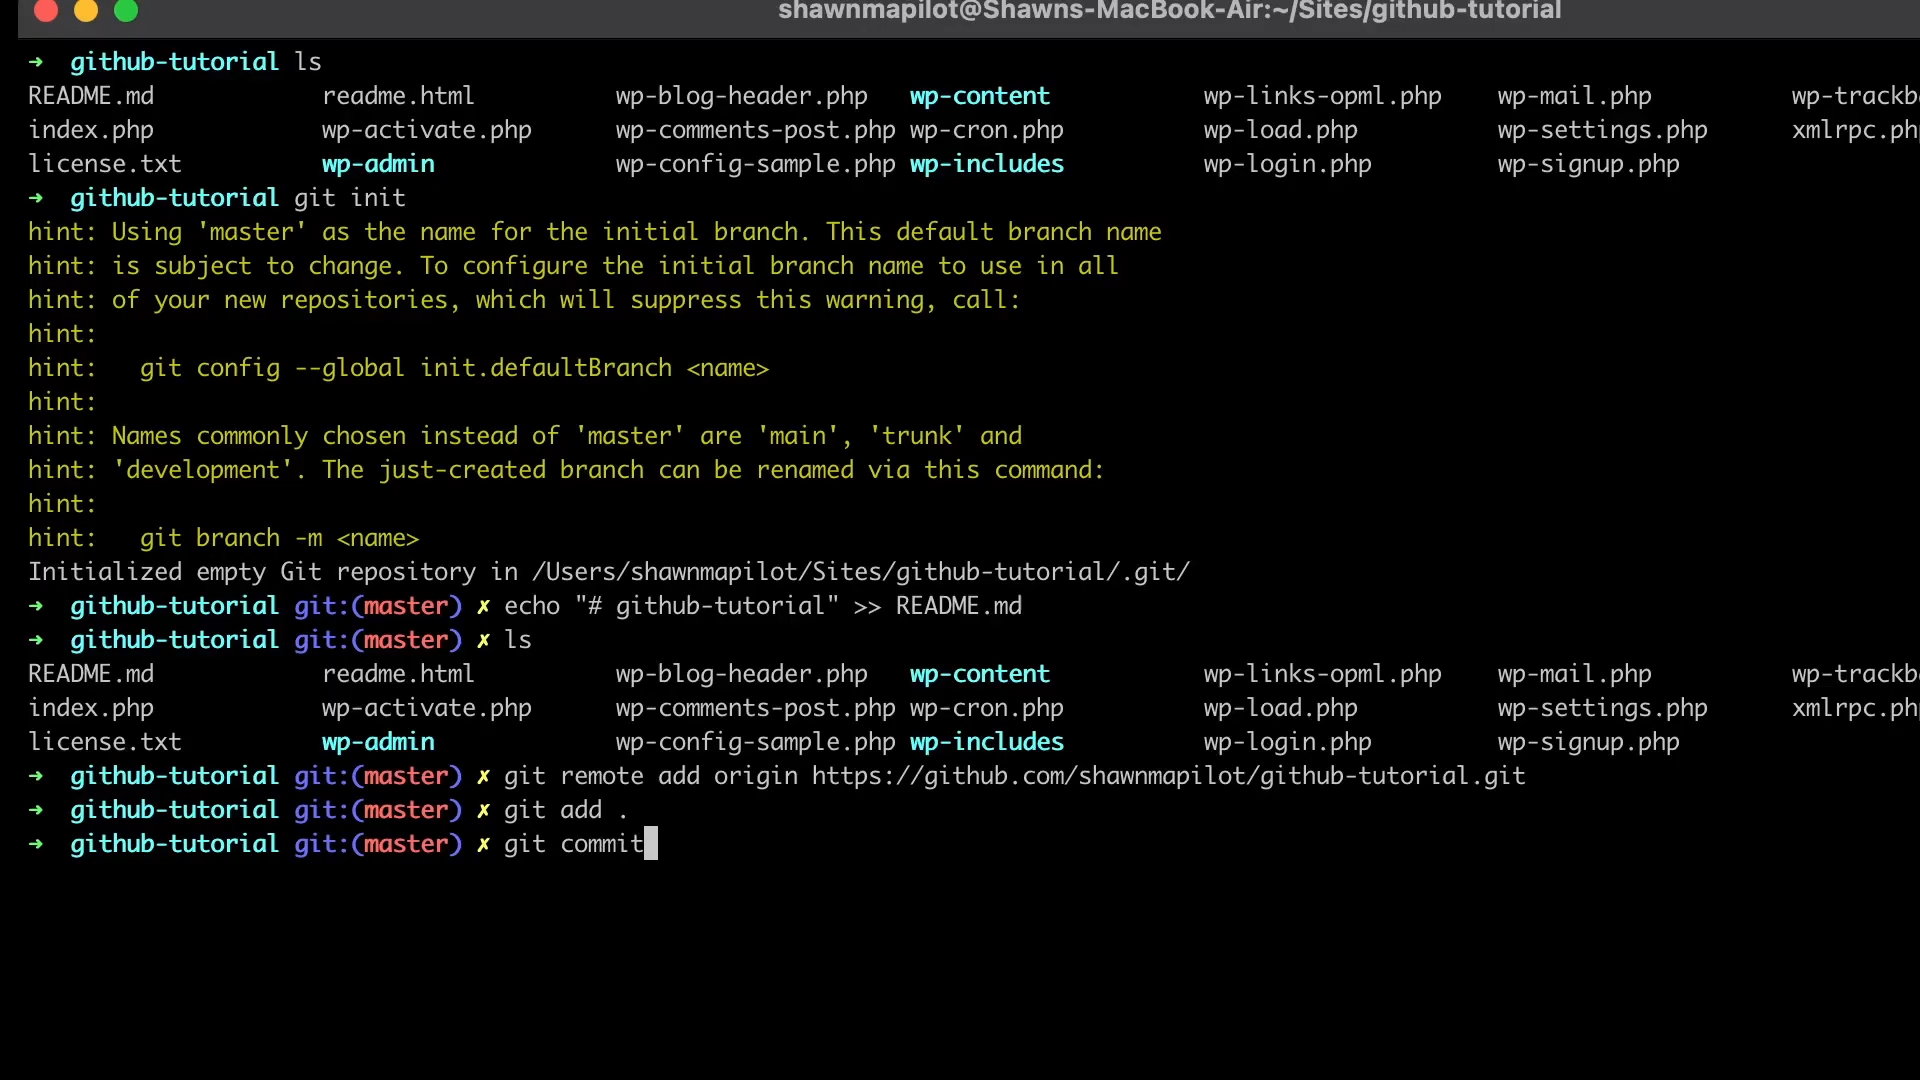 shawnmapilot@Shawns-MacBook-Air:~/Sites/github-tutorial
➜  github-tutorial ls
README.md            readme.html          wp-blog-header.php   wp-content           wp-links-opml.php    wp-mail.php          wp-trackb
index.php            wp-activate.php      wp-comments-post.php wp-cron.php          wp-load.php          wp-settings.php      xmlrpc.ph
license.txt          wp-admin             wp-config-sample.php wp-includes          wp-login.php         wp-signup.php
➜  github-tutorial git init
hint: Using 'master' as the name for the initial branch. This default branch name
hint: is subject to change. To configure the initial branch name to use in all
hint: of your new repositories, which will suppress this warning, call:
hint:
hint:   git config --global init.defaultBranch <name>
hint:
hint: Names commonly chosen instead of 'master' are 'main', 'trunk' and
hint: 'development'. The just-created branch can be renamed via this command:
hint:
hint:   git branch -m <name>
Initialized empty Git repository in /Users/shawnmapilot/Sites/github-tutorial/.git/
➜  github-tutorial git:(master) ✗ echo "# github-tutorial" >> README.md
➜  github-tutorial git:(master) ✗ ls
README.md            readme.html          wp-blog-header.php   wp-content           wp-links-opml.php    wp-mail.php          wp-trackb
index.php            wp-activate.php      wp-comments-post.php wp-cron.php          wp-load.php          wp-settings.php      xmlrpc.ph
license.txt          wp-admin             wp-config-sample.php wp-includes          wp-login.php         wp-signup.php
➜  github-tutorial git:(master) ✗ git remote add origin https://github.com/shawnmapilot/github-tutorial.git
➜  github-tutorial git:(master) ✗ git add .
➜  github-tutorial git:(master) ✗ git commit